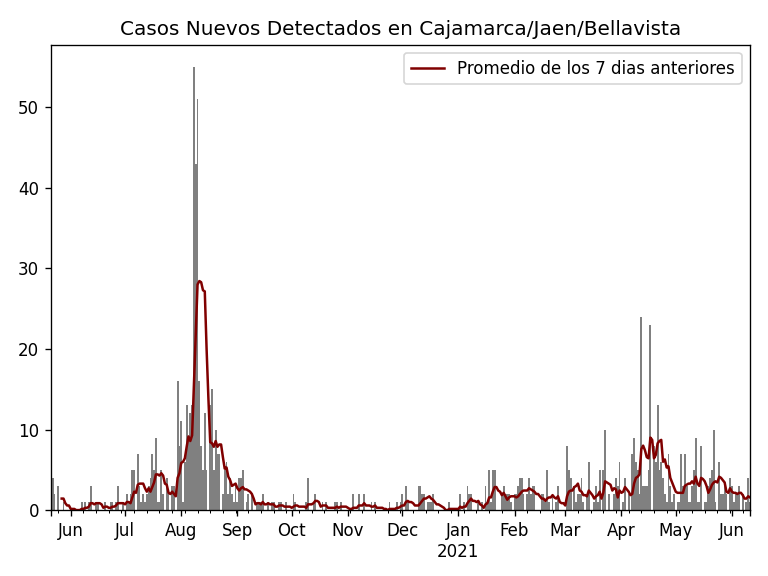 Casos Nuevos Detectados en Cajamarca/Jaen/Bellavista
Promedio de los 7 dias anteriores
50
40
30
20
10
0
Jun Jul Aug Sep Oct Nov Dec Jan Feb Mar Apr May Jun
2021